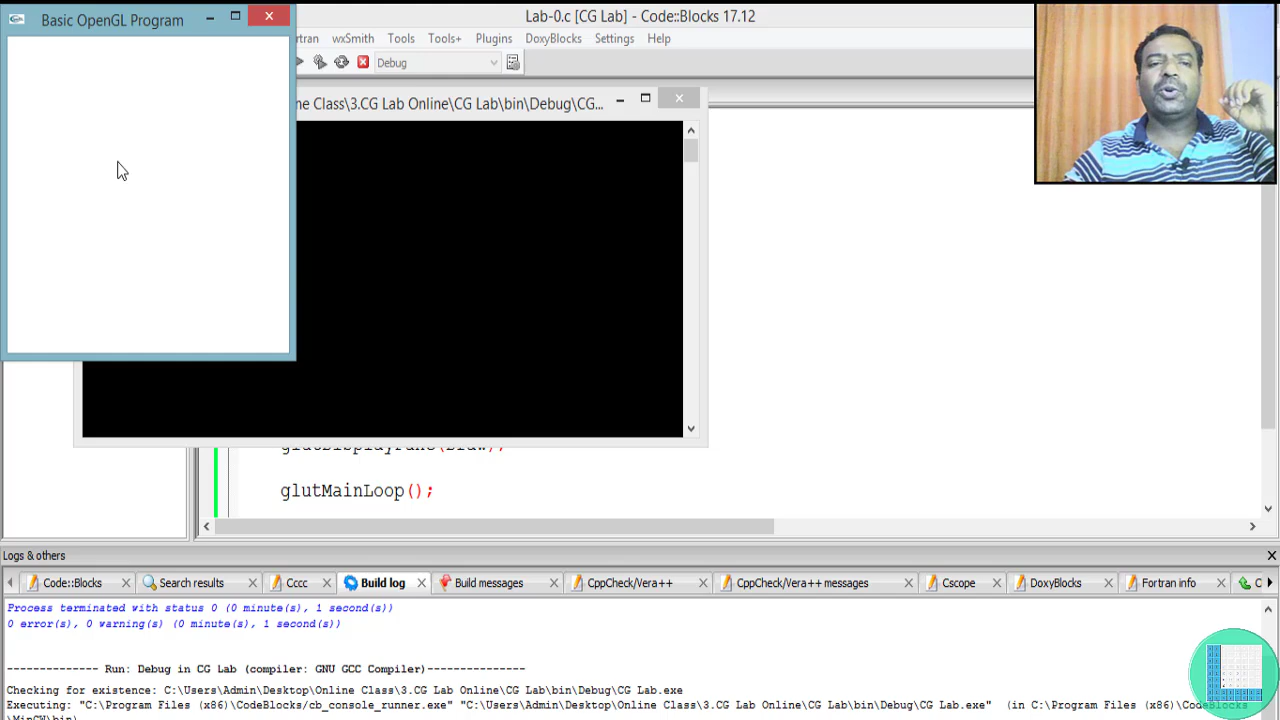 Basic OpenGL Program
Lab-0.c [CG Lab] - Code::Blocks 17.12
rtran wxSmith Tools Tools+ Plugins DoxyBlocks Settings Help
Debug
ne Class\3.CG Lab Online\CG Lab\bin\Debug\CG...
glutMainLoop();
Logs & others
Code::Blocks Search results Cccc Build log Build messages CppCheck/Vera++ CppCheck/Vera++ messages Cscope DoxyBlocks Fortran info C
Process terminated with status 0 (0 minute(s), 1 second(s))
0 error(s), 0 warning(s) (0 minute(s), 1 second(s))
-------------- Run: Debug in CG Lab (compiler: GNU GCC Compiler)---------------
Checking for existence: C:\Users\Admin\Desktop\Online Class\3.CG Lab Online\CG Lab\bin\Debug\CG Lab.exe
Executing: "C:\Program Files (x86)\CodeBlocks/cb_console_runner.exe" "C:\Users\Admin\Desktop\Online Class\3.CG Lab Online\CG Lab\bin\Debug\CG Lab.exe" (in C:\Program Files (x86)\CodeBlocks
\MinGW\bin)